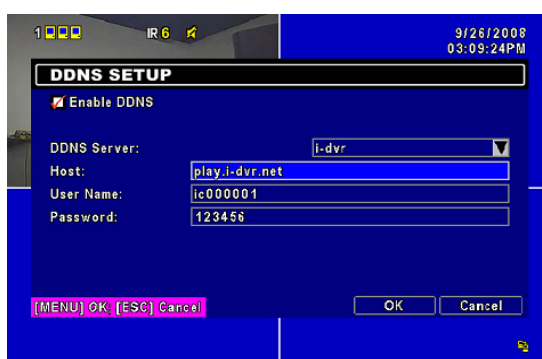 1 IR 6 9/26/2008
03:09:24PM
DDNS SETUP
Enable DDNS
DDNS Server: i-dvr
Host: play.i-dvr.net
User Name: ic000001
Password: 123456
[MENU] OK; [ESC] Cancel OK Cancel